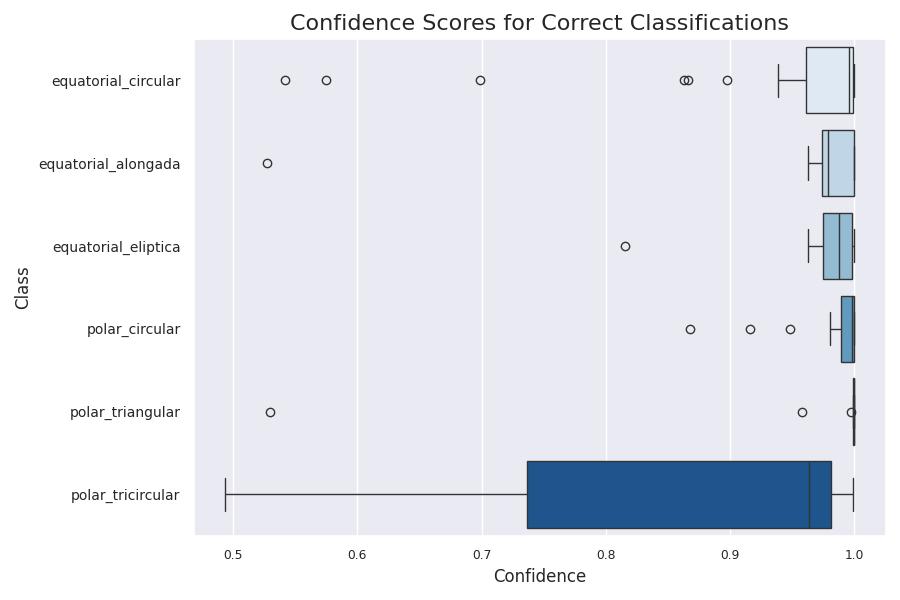 Confidence Scores for Correct Classifications
equatorial_circular
equatorial_alongada
equatorial_eliptica
polar_circular
polar_triangular
polar_tricircular
Class
0.5 0.6 0.7 0.8 0.9 1.0
Confidence